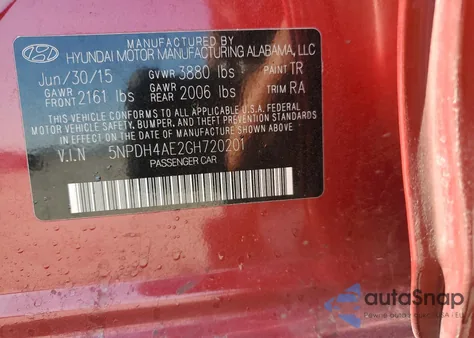 MANUFACTURED BY
HYUNDAI MOTOR MANUFACTURING ALABAMA, LLC
Jun/30/15 GVWR 3880 lbs PAINT TR
GAWR FRONT 2161 lbs GAWR REAR 2006 lbs TRIM RA
THIS VEHICLE CONFORMS TO ALL APPLICABLE U.S.A. FEDERAL
MOTOR VEHICLE SAFETY, BUMPER, AND THEFT PREVENTION
STANDARDS IN EFFECT ON THE DATE OF MANUFACTURE SHOWN ABOVE.
V.I.N 5NPDH4AE2GH720201
PASSENGER CAR
autoSnap